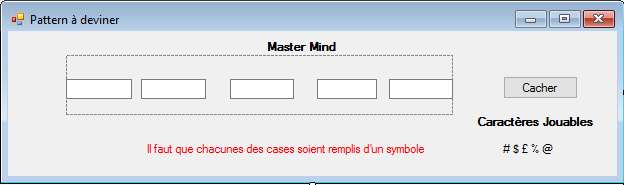 Pattern à deviner
Master Mind
Cacher
Caractères Jouables
# $ £ % @
Il faut que chacunes des cases soient remplis d'un symbole